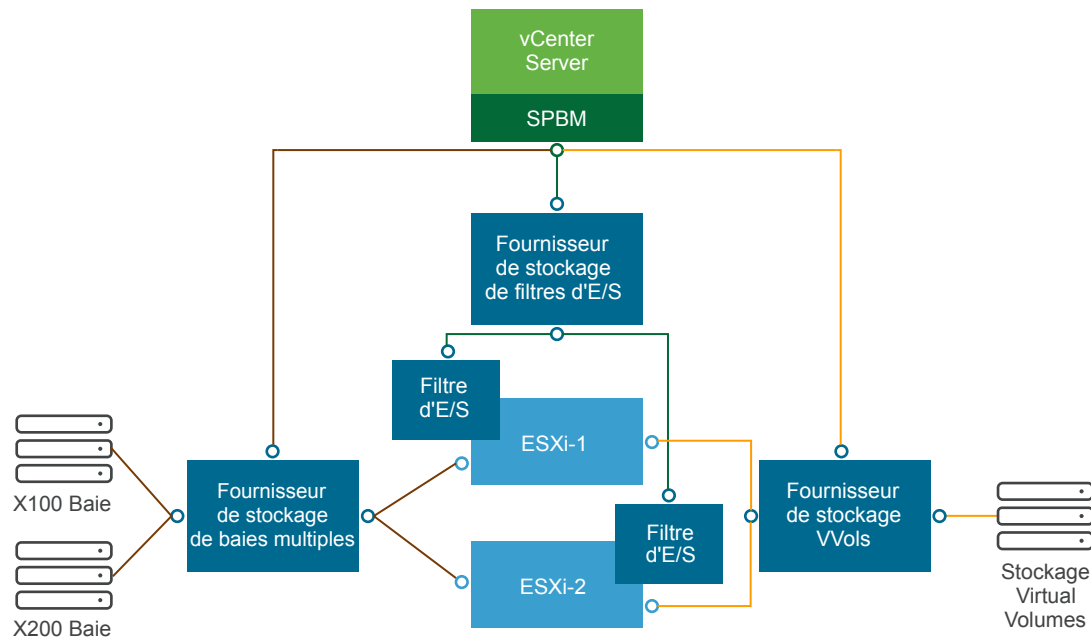 vCenter
Server
SPBM
Fournisseur
de stockage
de filtres d'E/S
Filtre
d'E/S
ESXi-1
X100 Baie
Fournisseur
de stockage
de baies multiples
Fournisseur
de stockage
VVols
Filtre
d'E/S
ESXi-2
Stockage
Virtual
Volumes
X200 Baie